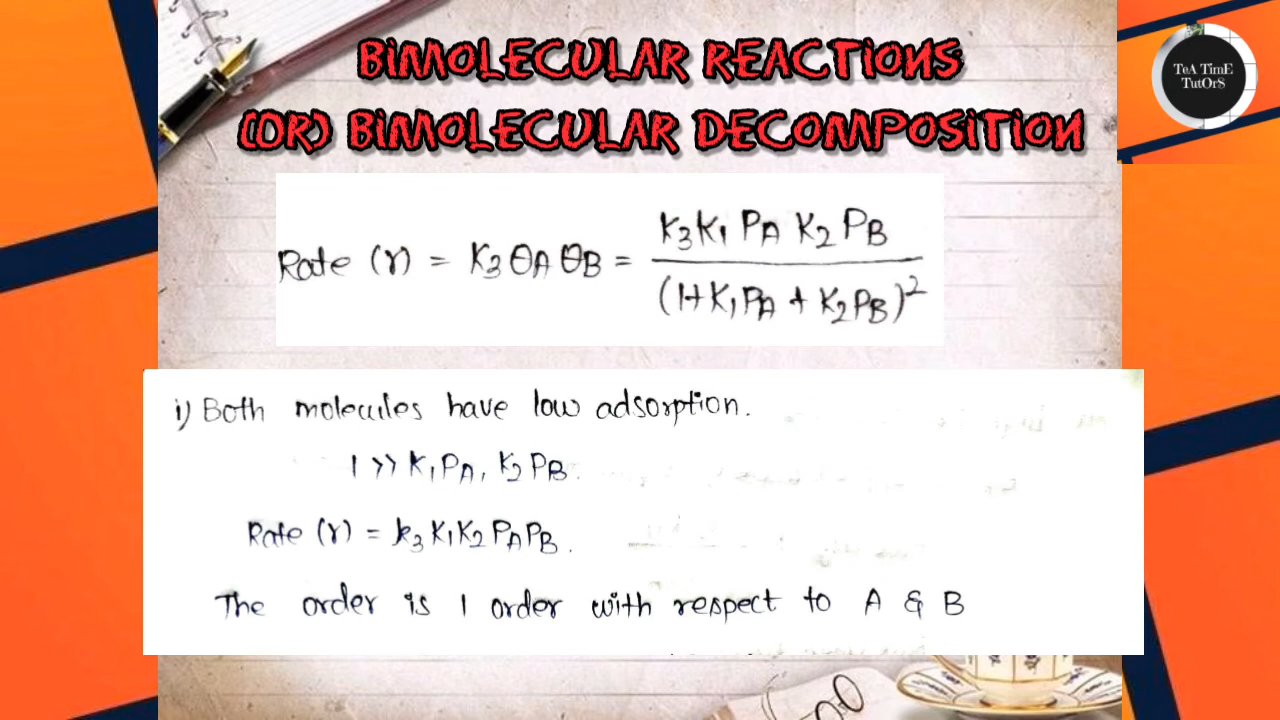 BIMOLECULAR REACTIONS
(OR) BIMOLECULAR DECOMPOSITION
TeA TimE
TutOrS
Rate (r) = K₃ θA θB = K₃K₁ PA K₂ PB / (1+K₁PA + K₂PB)²
i) Both molecules have low adsorption.
1 >> K₁PA, K₂PB.
Rate (r) = k₃ K₁K₂ PAPB.
The order is 1 order with respect to A & B